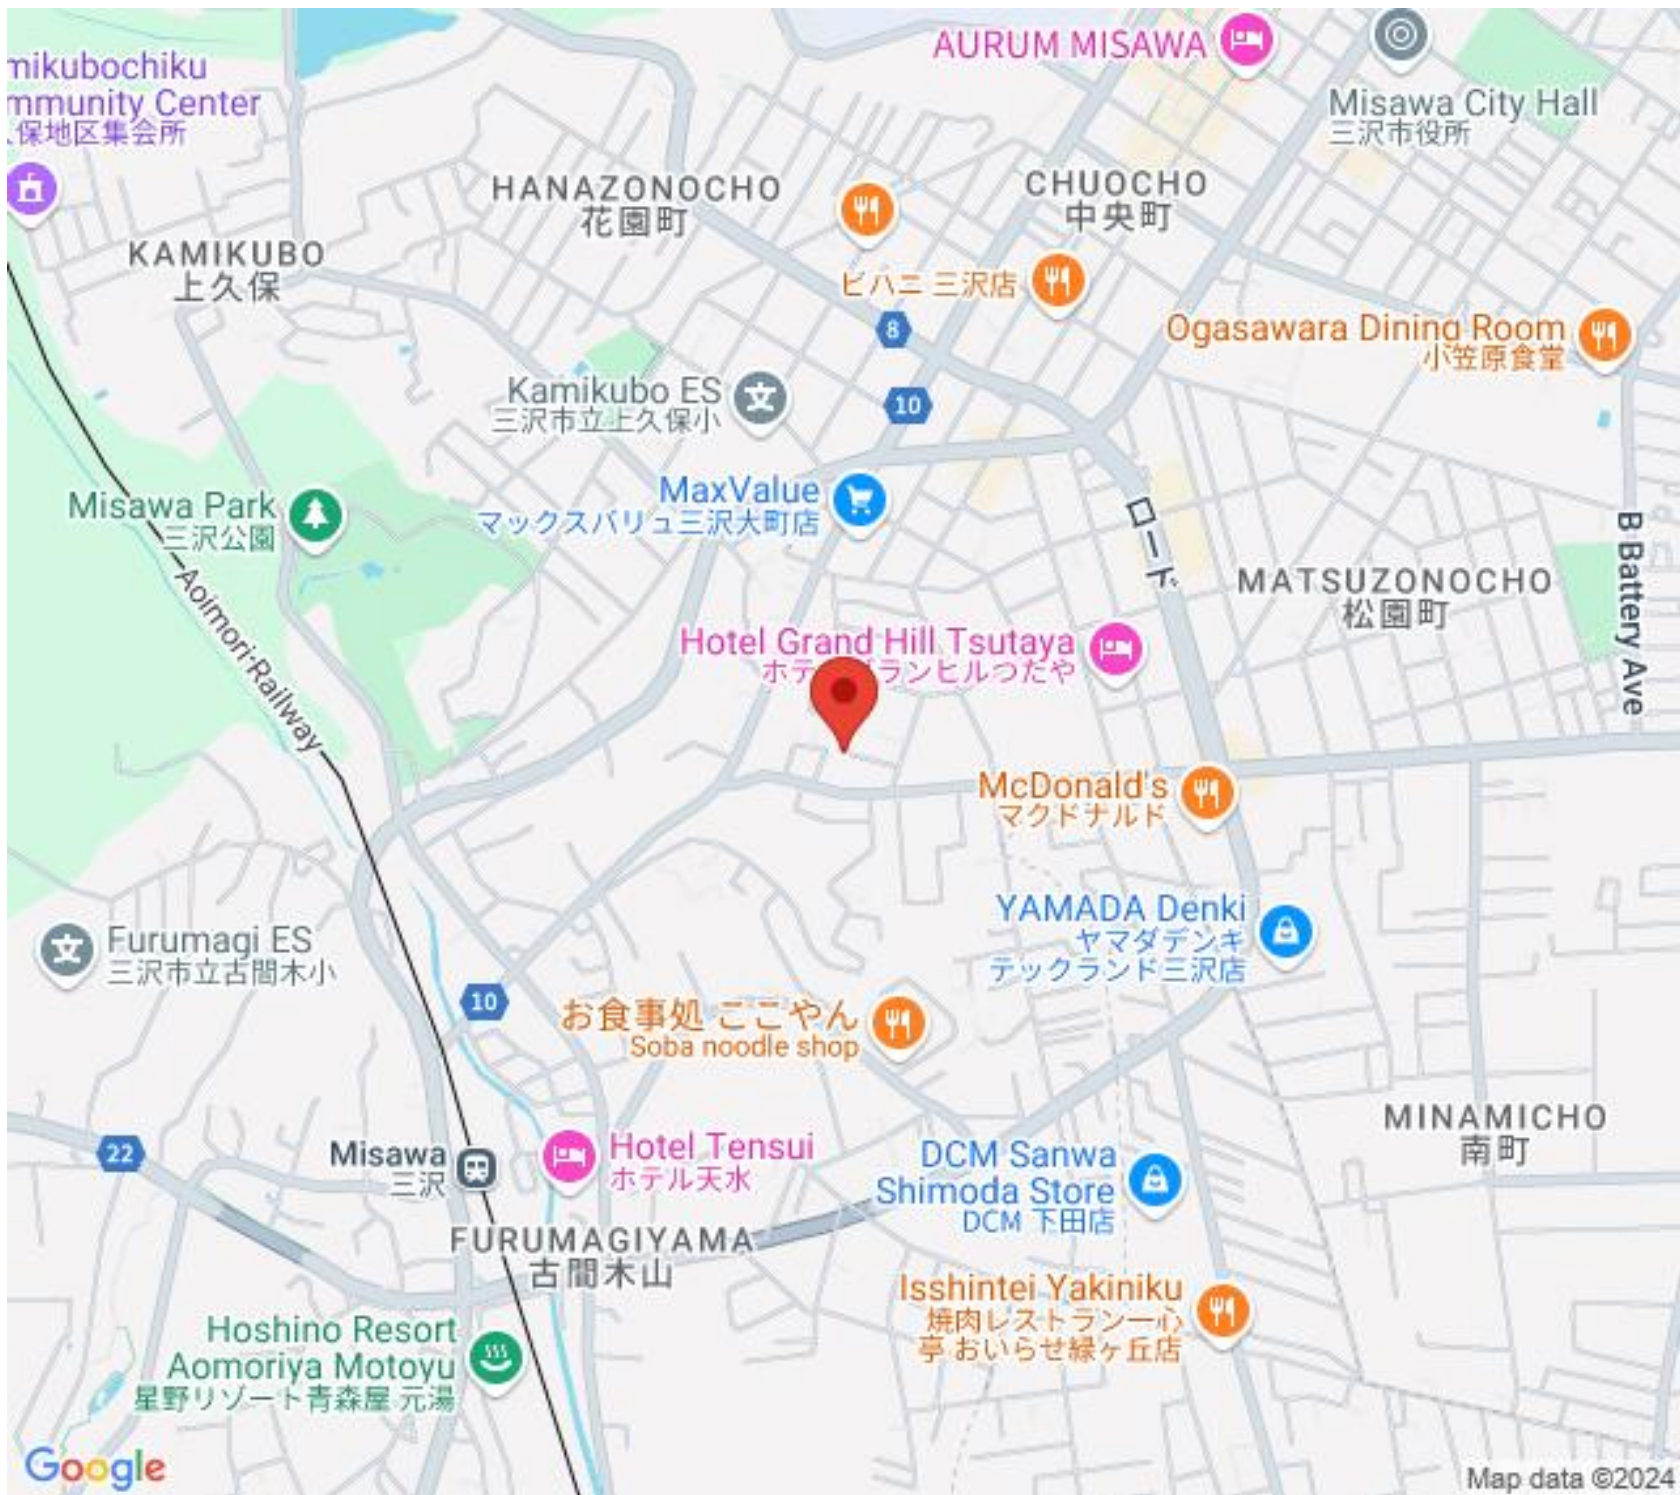 AURUM MISAWA
mikubochiku
mmunity Center
保地区集会所
Misawa City Hall
三沢市役所
HANAZONOCHO
花園町
CHUOCHO
中央町
KAMIKUBO
上久保
ビハニ 三沢店
8
Ogasawara Dining Room
小笠原食堂
Kamikubo ES
三沢市立上久保小
10
MaxValue
マックスバリュ三沢大町店
Misawa Park
三沢公園
ロード
B Battery Ave
MATSUZONOCHO
松園町
Aoimori Railway
Hotel Grand Hill Tsutaya
ホテ ランヒルつたや
McDonald's
マクドナルド
YAMADA Denki
ヤマダデンキ
テックランド三沢店
Furumagi ES
三沢市立古間木小
10
お食事処 ここやん
Soba noodle shop
MINAMICHO
南町
22
Misawa
三沢
Hotel Tensui
ホテル天水
DCM Sanwa
Shimoda Store
DCM 下田店
FURUMAGIYAMA
古間木山
Isshintei Yakiniku
焼肉レストラン一心
亭 おいらせ緑ヶ丘店
Hoshino Resort
Aomoriya Motoyu
星野リゾート青森屋 元湯
Google
Map data ©2024